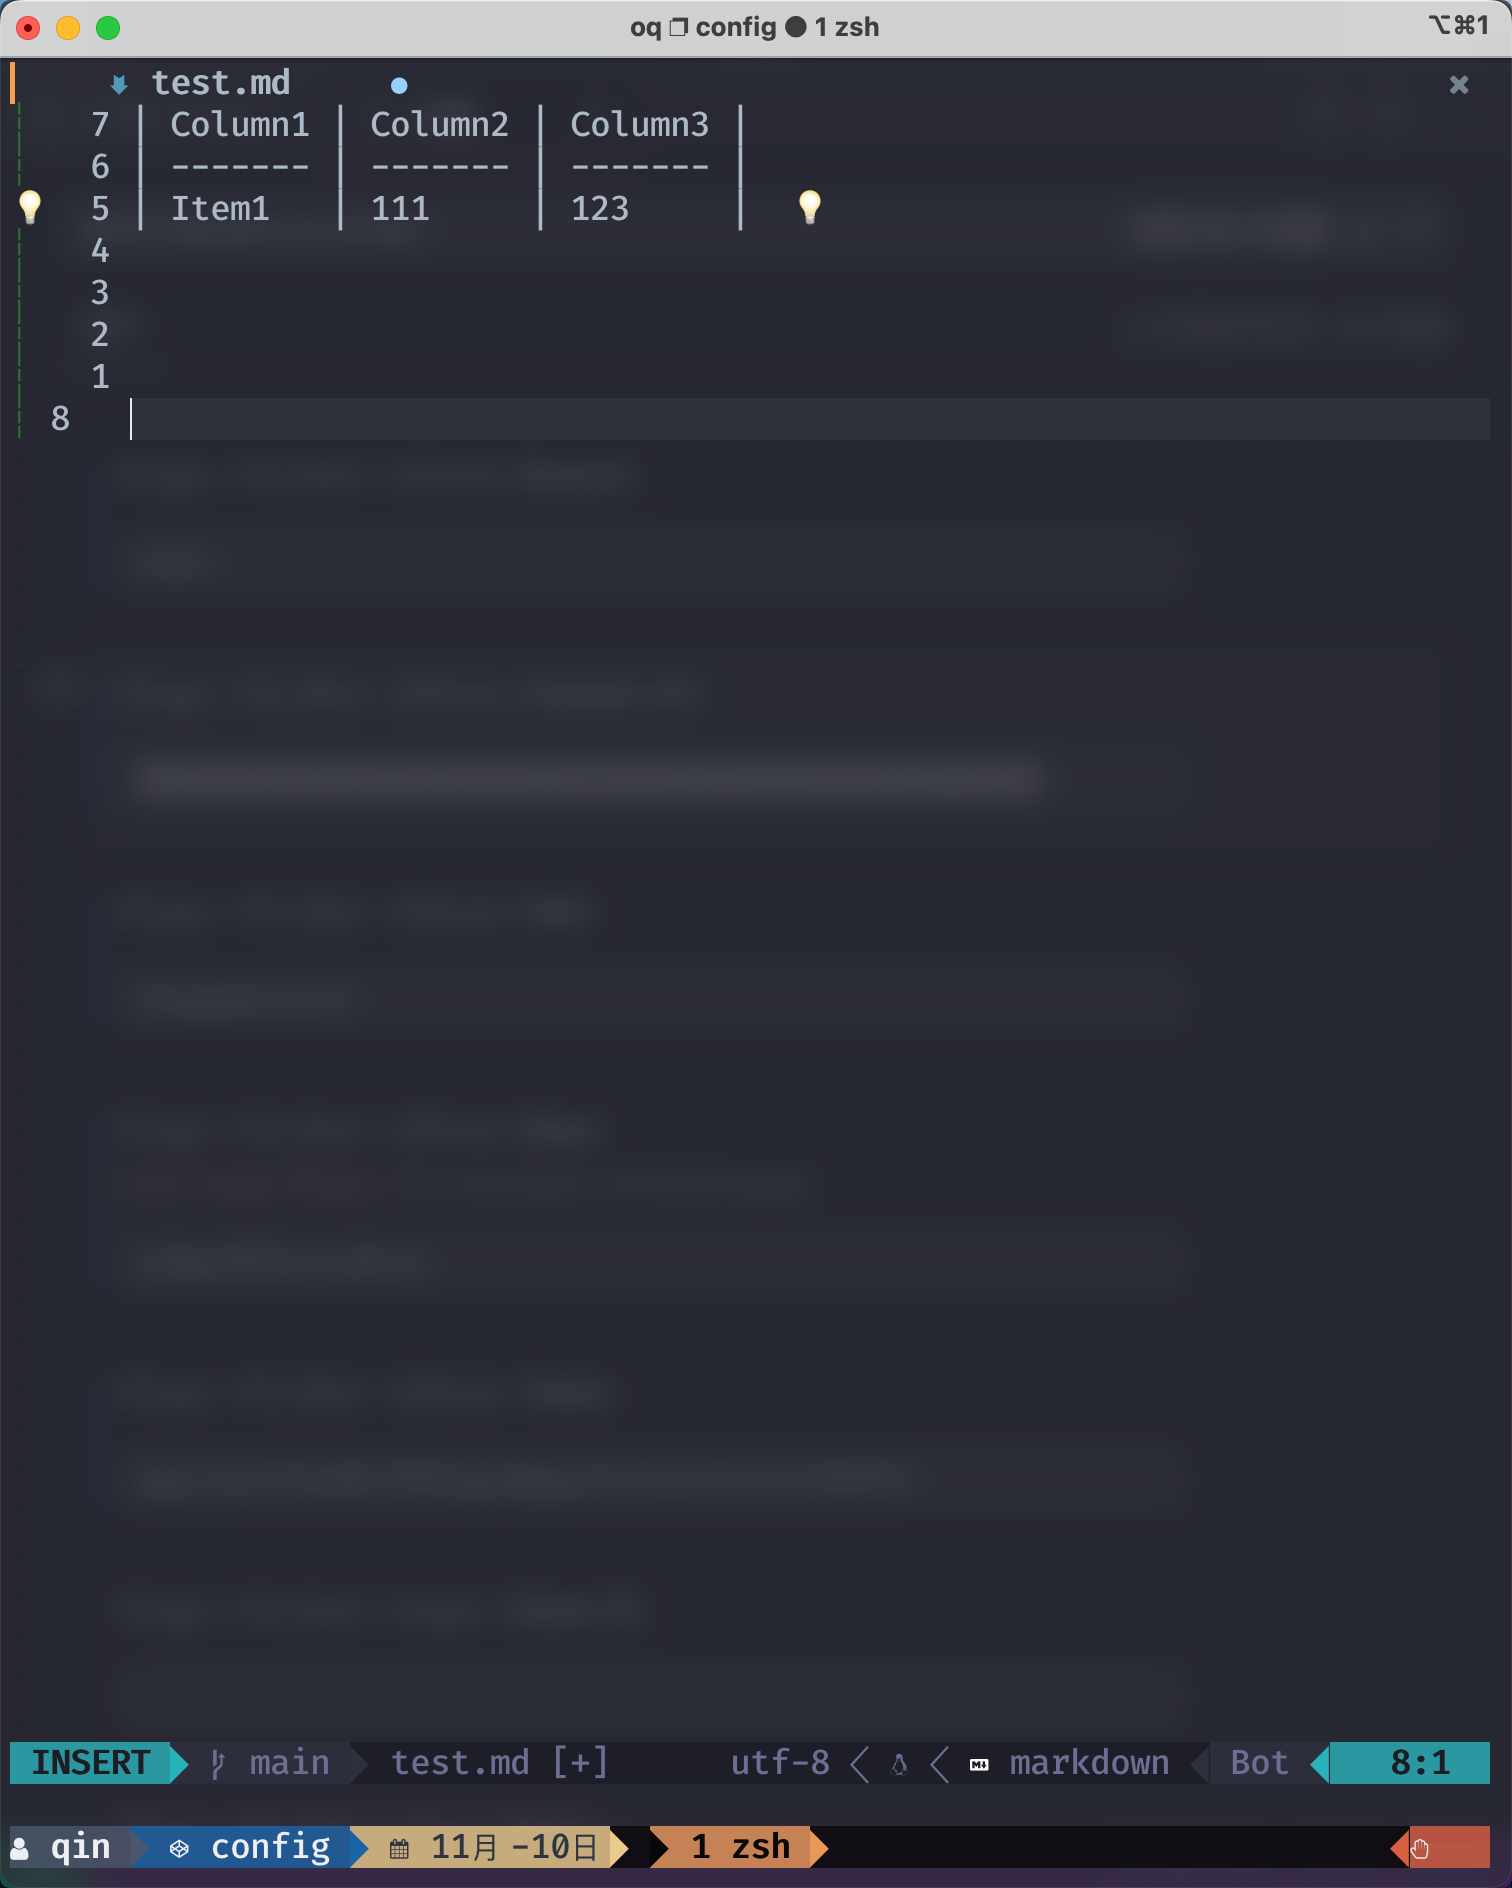 oq ❐ config ● 1 zsh ⌥⌘1
test.md ● ✖
7 | Column1 | Column2 | Column3 |
6 | ------- | ------- | ------- |
5 | Item1 | 111 | 123 |
4
3
2
1
8
INSERT main test.md [+] utf-8 markdown Bot 8:1
qin config 11月-10日 1 zsh